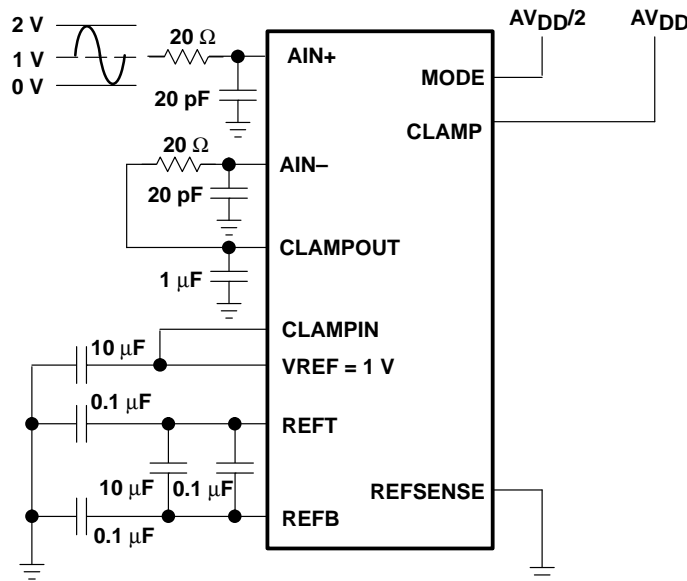 AVDD/2
AVDD
2 V
1 V
0 V
20 Ω
AIN+
20 pF
MODE
CLAMP
20 Ω
AIN–
20 pF
CLAMPOUT
1 μF
CLAMPIN
10 μF
VREF = 1 V
0.1 μF
REFT
10 μF
0.1 μF
REFSENSE
REFB
0.1 μF